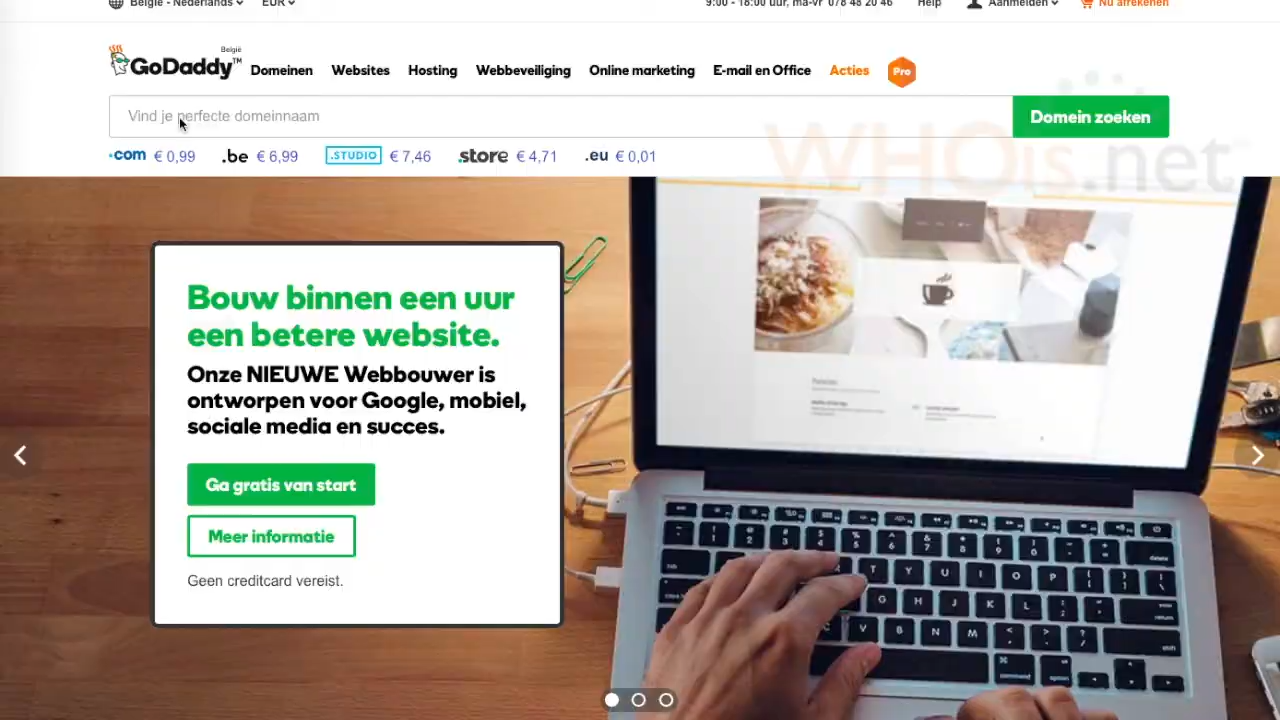 België - Nederlands
EUR
9:00 - 18:00 uur, ma-vr 078 48 20 46
Help
Aanmelden
Nu afrekenen
België
GoDaddy™
Domeinen
Websites
Hosting
Webbeveiliging
Online marketing
E-mail en Office
Acties
Pro
Vind je perfecte domeinnaam
Domein zoeken
.com € 0,99
.be € 6,99
.STUDIO € 7,46
.store € 4,71
.eu € 0,01
WHOis.net
Bouw binnen een uur
een betere website.
Onze NIEUWE Webbouwer is
ontworpen voor Google, mobiel,
sociale media en succes.
Ga gratis van start
Meer informatie
Geen creditcard vereist.